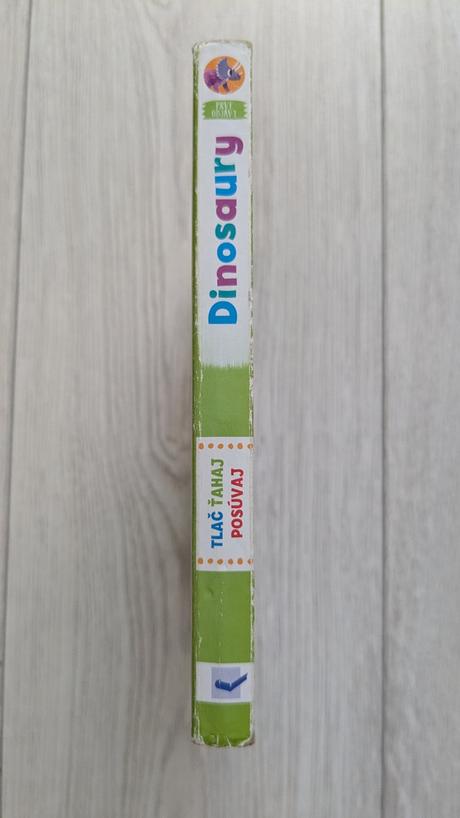 PRVÉ
OBJAVY
Dinosaury
TLAČ ŤAHAJ
POSÚVAJ